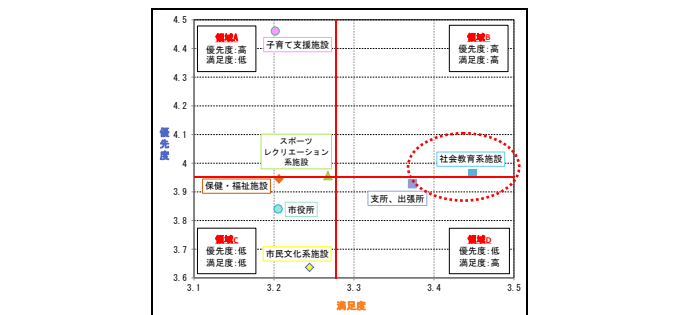 4.5
4.4
4.3
4.2
4.1
4
3.9
3.8
3.7
3.6
3.1
3.2
3.3
3.4
3.5
優先度
満足度
領域A
優先度:高
満足度:低
領域B
優先度:高
満足度:高
子育て支援施設
スポーツ
レクリエーション
系施設
社会教育系施設
保健・福祉施設
支所、出張所
市役所
市民文化系施設
領域C
優先度:低
満足度:低
領域D
優先度:低
満足度:高